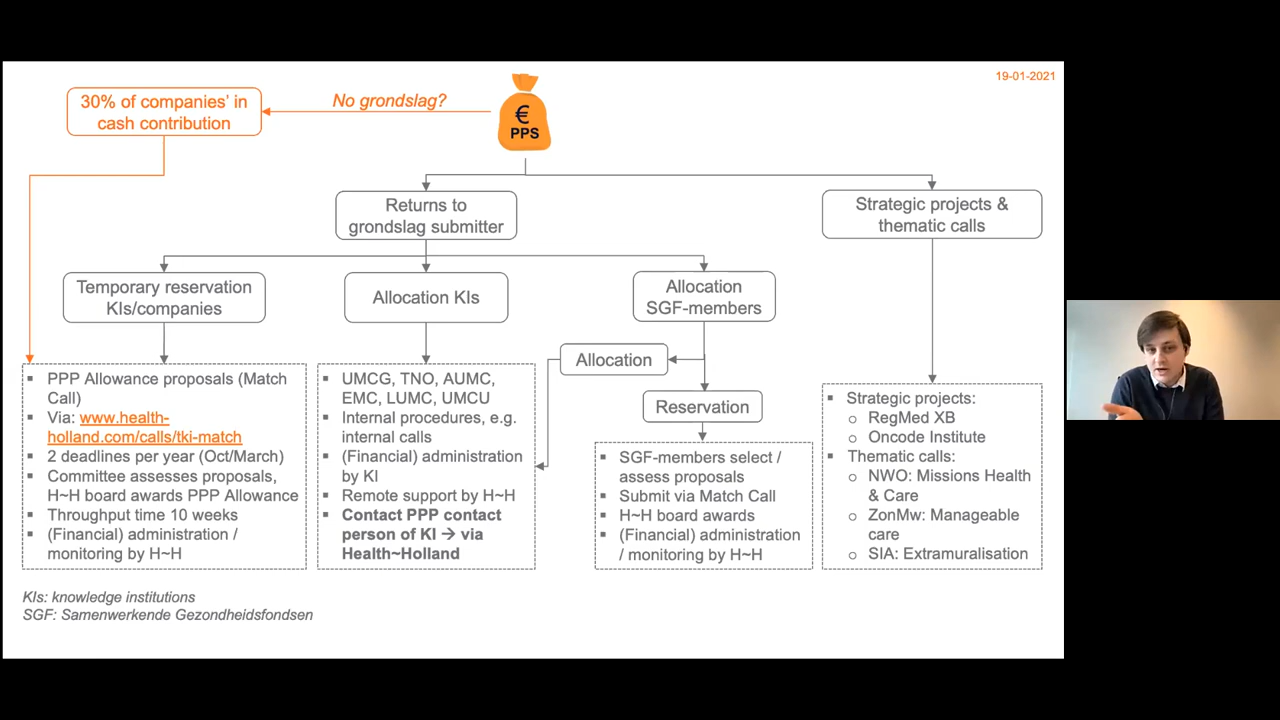 19-01-2021
30% of companies' in
cash contribution
No grondslag?
€
PPS
Returns to
grondslag submitter
Strategic projects &
thematic calls
Temporary reservation
KIs/companies
Allocation KIs
Allocation
SGF-members
Allocation
Reservation
▪ PPP Allowance proposals (Match
Call)
▪ Via: www.health-
holland.com/calls/tki-match
▪ 2 deadlines per year (Oct/March)
▪ Committee assesses proposals,
H~H board awards PPP Allowance
▪ Throughput time 10 weeks
▪ (Financial) administration /
monitoring by H~H
▪ UMCG, TNO, AUMC,
EMC, LUMC, UMCU
▪ Internal procedures, e.g.
internal calls
▪ (Financial) administration
by KI
▪ Remote support by H~H
▪ Contact PPP contact
person of KI → via
Health~Holland
▪ SGF-members select /
assess proposals
▪ Submit via Match Call
▪ H~H board awards
▪ (Financial) administration
/ monitoring by H~H
▪ Strategic projects:
o RegMed XB
o Oncode Institute
▪ Thematic calls:
o NWO: Missions Health
& Care
o ZonMw: Manageable
care
o SIA: Extramuralisation
KIs: knowledge institutions
SGF: Samenwerkende Gezondheidsfondsen